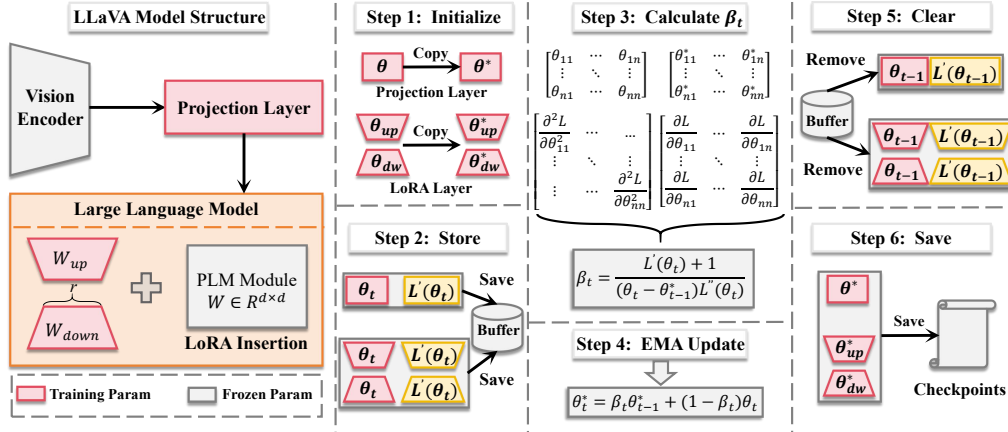 LLaVA Model Structure
Vision
Encoder
Projection Layer
Large Language Model
W_up
r
W_down
PLM Module
W ∈ R^{d×d}
LoRA Insertion
Training Param
Frozen Param
Step 1: Initialize
θ Copy θ*
Projection Layer
θ_up Copy θ*_up
θ_dw θ*_dw
LoRA Layer
Step 2: Store
θ_t L'(θ_t) Save
Buffer
θ_t L'(θ_t)
θ_t L'(θ_t) Save
Step 3: Calculate β_t
[θ_11 ⋯ θ_1n] [θ*_11 ⋯ θ*_1n]
[⋮ ⋱ ⋮] [⋮ ⋱ ⋮]
[θ_n1 ⋯ θ_nn] [θ*_n1 ⋯ θ*_nn]
[∂²L/∂θ²_11 ⋯ …] [∂L/∂θ_11 ⋯ ∂L/∂θ_1n]
[⋮ ⋱ ⋮] [⋮ ⋱ ⋮]
[⋮ ⋯ ∂²L/∂θ²_nn] [∂L/∂θ_n1 ⋯ ∂L/∂θ_nn]
β_t = (L'(θ_t) + 1) / ((θ_t − θ*_{t−1})L''(θ_t))
Step 4: EMA Update
θ*_t = β_tθ*_{t−1} + (1 − β_t)θ_t
Step 5: Clear
Remove θ_{t−1} L'(θ_{t−1})
Buffer
θ_{t−1} L'(θ_{t−1})
Remove θ_{t−1} L'(θ_{t−1})
Step 6: Save
θ*
Save
θ*_up
θ*_dw
Checkpoints